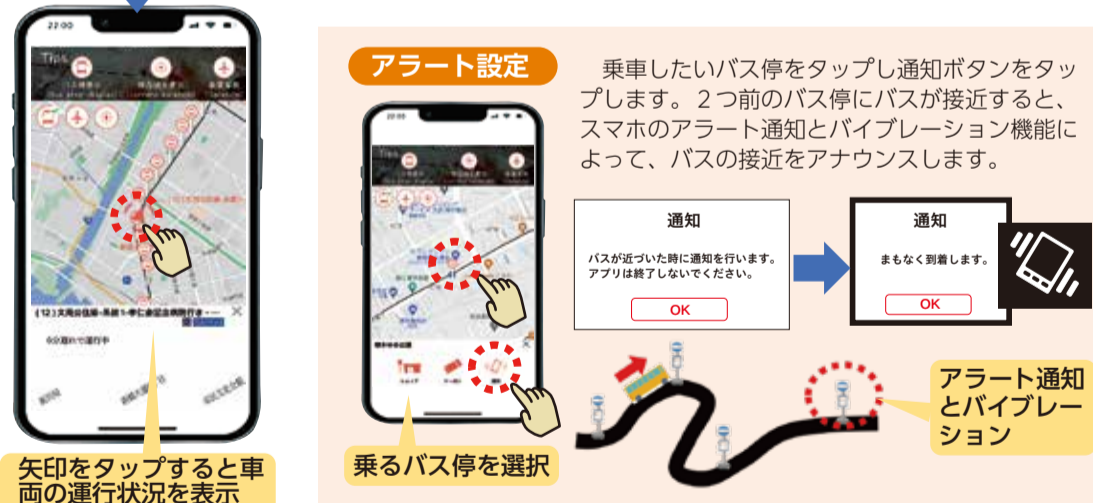 22:00
Tips
矢印をタップすると車
両の運行状況を表示
アラート設定
22:00
Tips
乗るバス停を選択
乗車したいバス停をタップし通知ボタンをタッ
プします。２つ前のバス停にバスが接近すると、
スマホのアラート通知とバイブレーション機能に
よって、バスの接近をアナウンスします。
通知
バスが近づいた時に通知を行います。
アプリは終了しないでください。
OK
通知
まもなく到着します。
OK
アラート通知
とバイブレー
ション